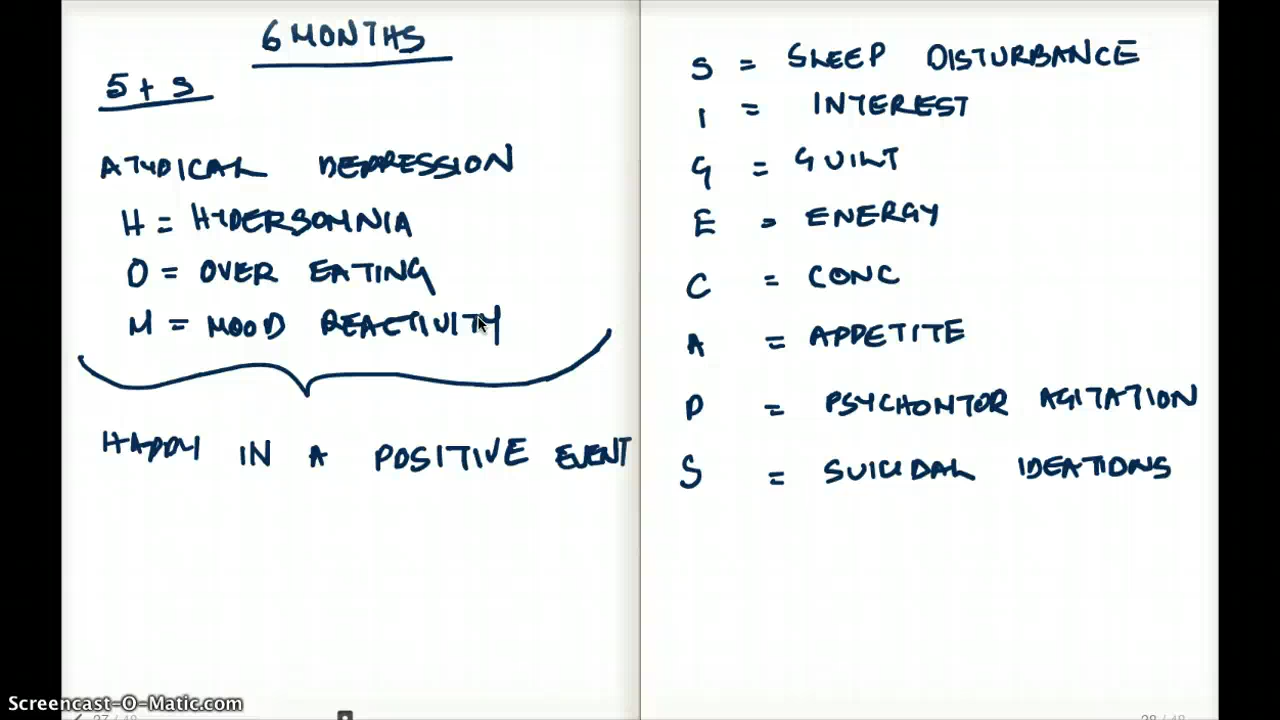 6 MONTHS
5 + S
ATYPICAL DEPRESSION
H = HYPERSOMNIA
O = OVER EATING
M = MOOD REACTIVITY
HAPPY IN A POSITIVE EVENT
S = SLEEP DISTURBANCE
I = INTEREST
G = GUILT
E = ENERGY
C = CONC
A = APPETITE
P = PSYCHOMTOR AGITATION
S = SUICIDAL IDEATIONS
Screencast-O-Matic.com